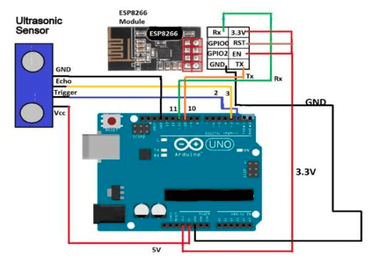 Ultrasonic
Sensor
ESP8266
Module
ESP8266
Rx
3.3V
GPIO0
RST
GPIO2
EN
GND
TX
Tx
Rx
GND
Echo
Trigger
Vcc
11
10
2
3
GND
3.3V
5V
RESET
UNO
Arduino